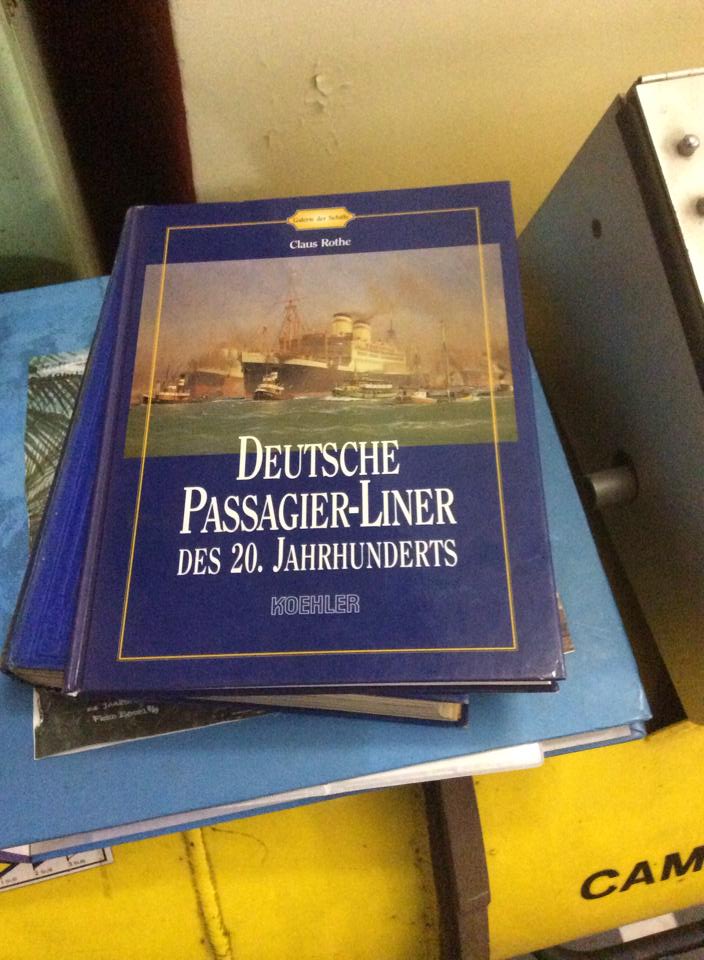 Galerie der Schiffe
Claus Rothe
DEUTSCHE
PASSAGIER-LINER
DES 20. JAHRHUNDERTS
KOEHLER
CAM